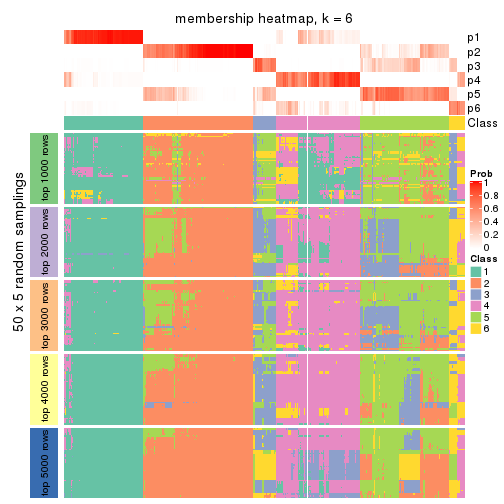 membership heatmap, k = 6
p1
p2
p3
p4
p5
p6
Class
50 x 5 random samplings
top 1000 rows
top 2000 rows
top 3000 rows
top 4000 rows
top 5000 rows
Prob
1
0.8
0.6
0.4
0.2
0
Class
1
2
3
4
5
6